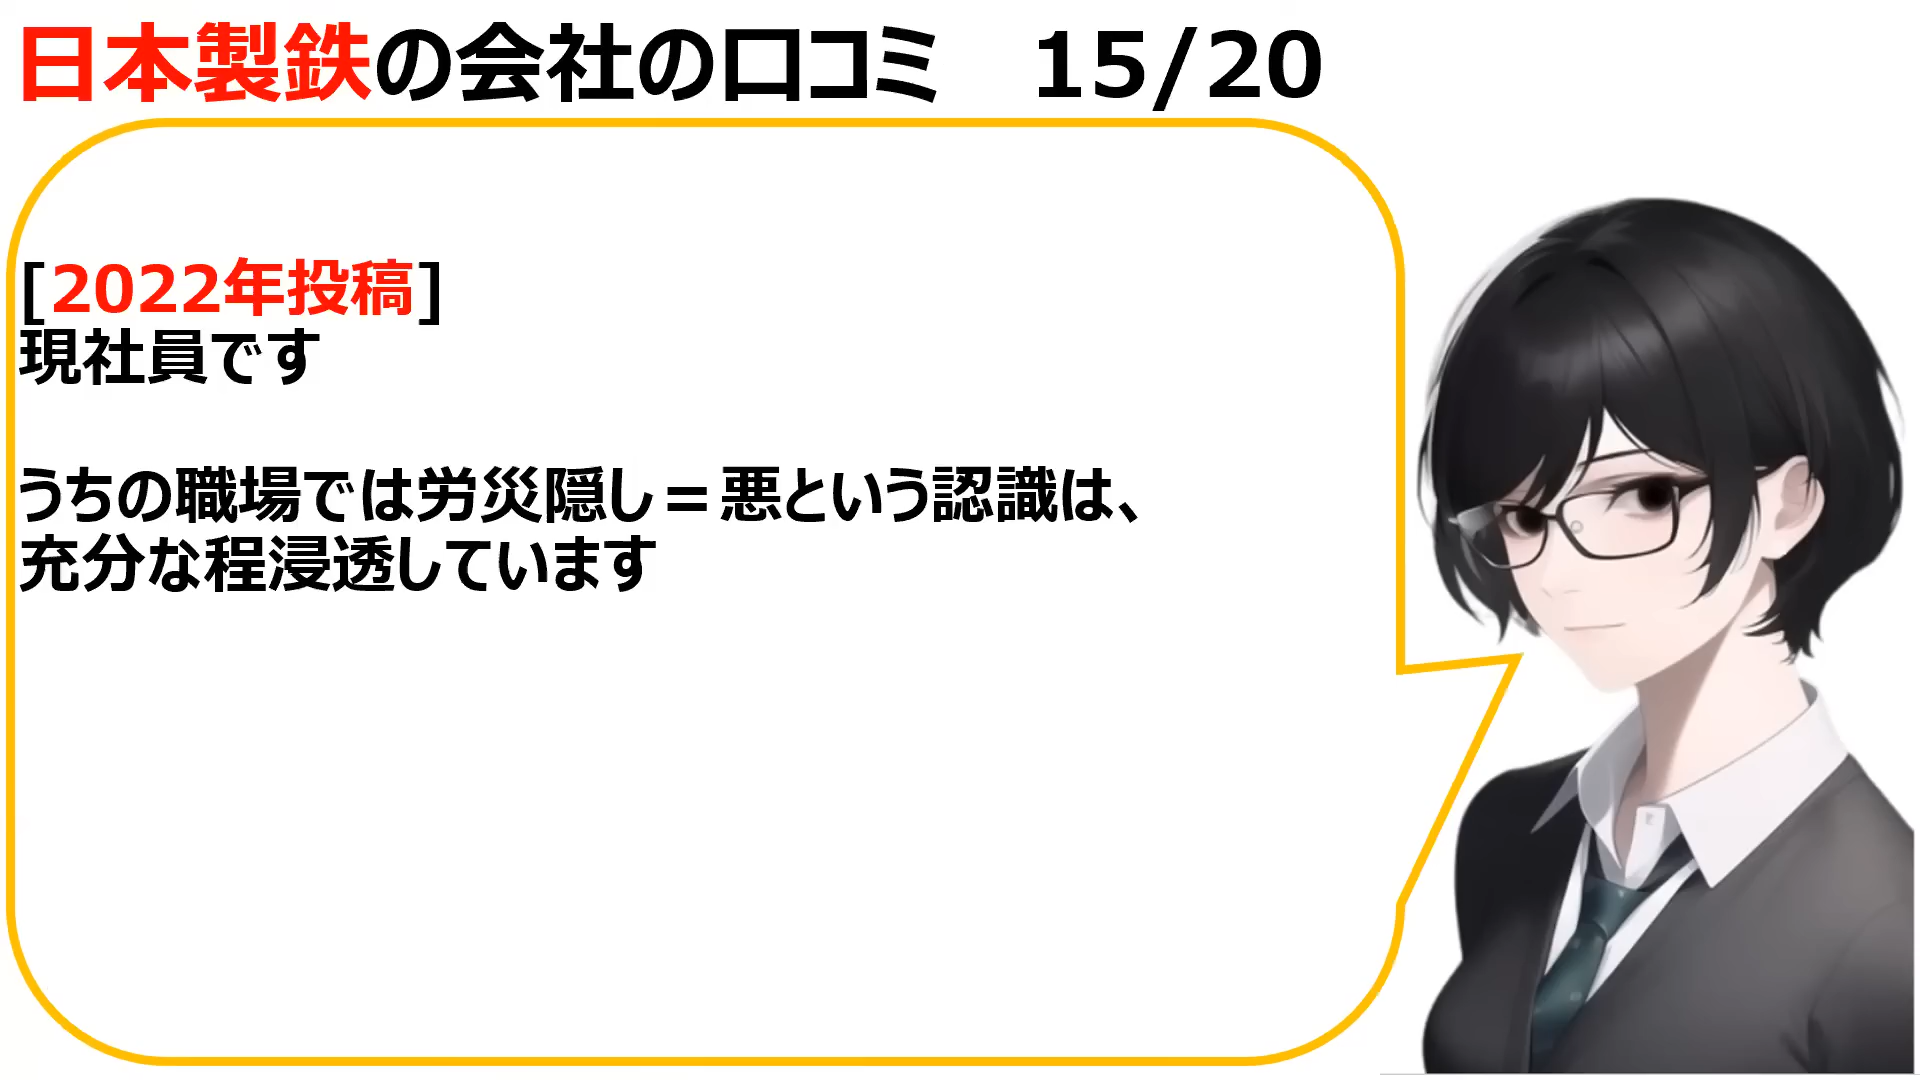 日本製鉄の会社の口コミ　15/20
[2022年投稿]
現社員です
うちの職場では労災隠し＝悪という認識は、
充分な程浸透しています